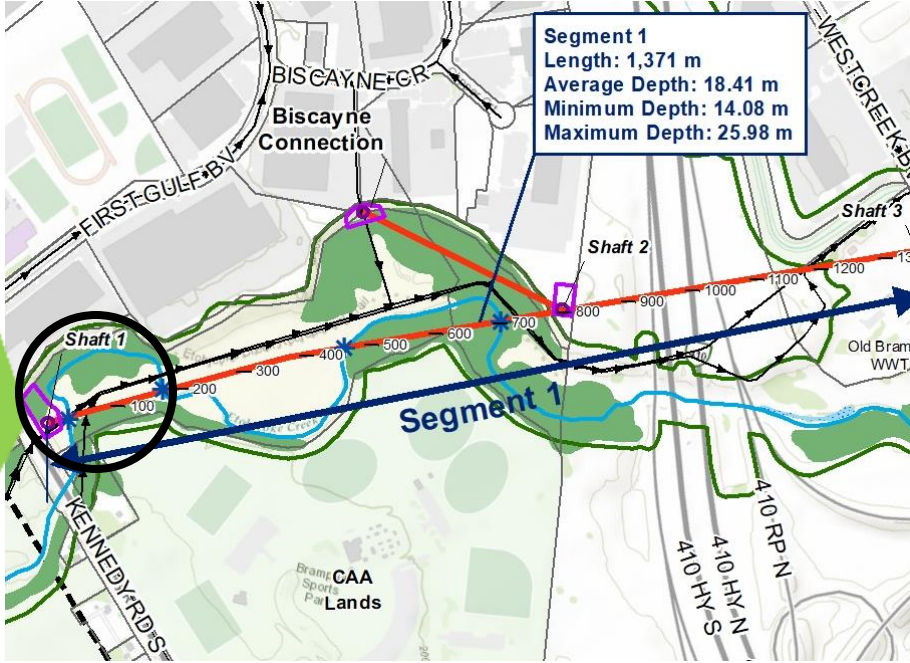 Segment 1
Length: 1,371 m
Average Depth: 18.41 m
Minimum Depth: 14.08 m
Maximum Depth: 25.98 m
BISCAYNE CR
Biscayne
Connection
FIRST GULF BV
WESTCREEK B
Shaft 3
Shaft 2
Shaft 1
100
200
300
400
500
600
700
800
900
1000
1100
1200
Old Bram
WWT
Segment 1
KENNEDY RD S
CAA
Lands
Sports
410 HY S
410 HY N
410 RP N